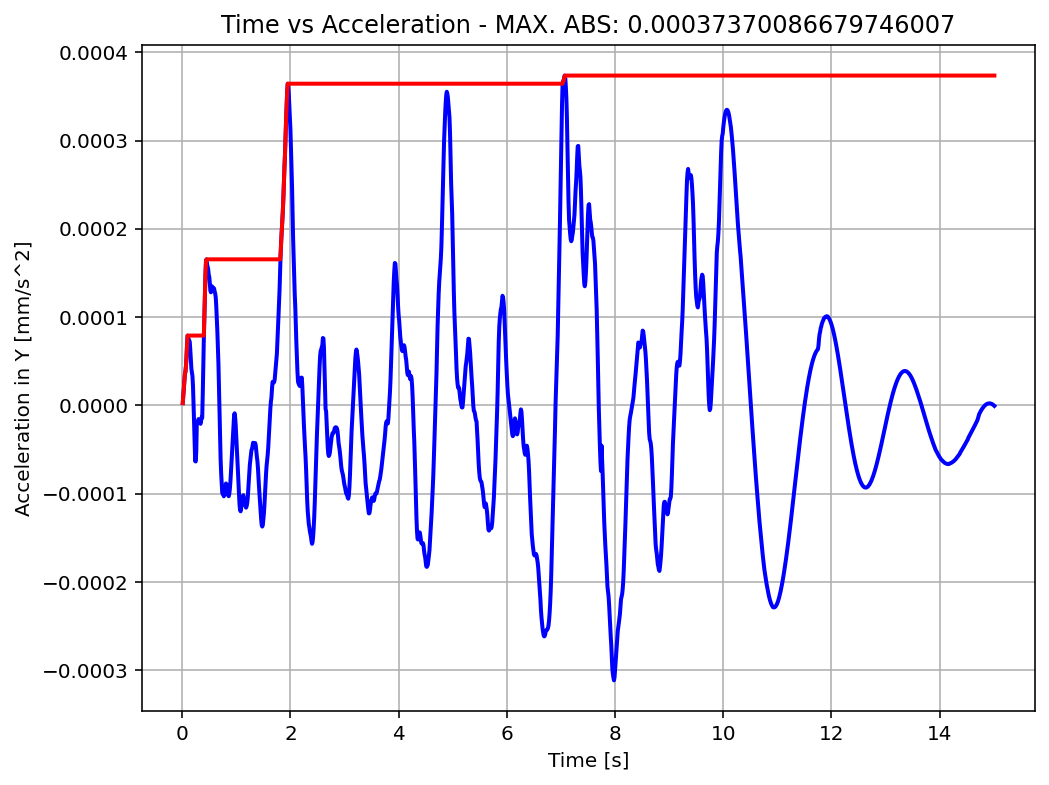 Time vs Acceleration - MAX. ABS: 0.00037370086679746007
Acceleration in Y [mm/s^2]
0.0004
0.0003
0.0002
0.0001
0.0000
−0.0001
−0.0002
−0.0003
0 2 4 6 8 10 12 14
Time [s]